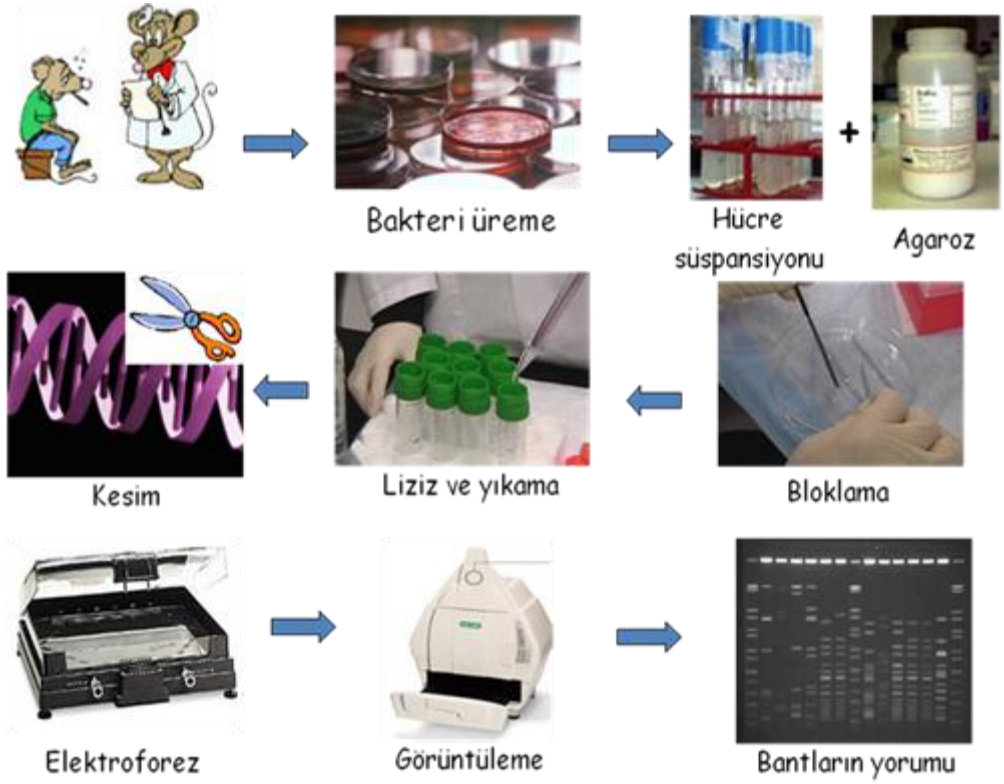 Bakteri üreme
Hücre
süspansiyonu
+
Agaroz
Kesim
Liziz ve yıkama
Bloklama
Elektroforez
Görüntüleme
Bantların yorumu